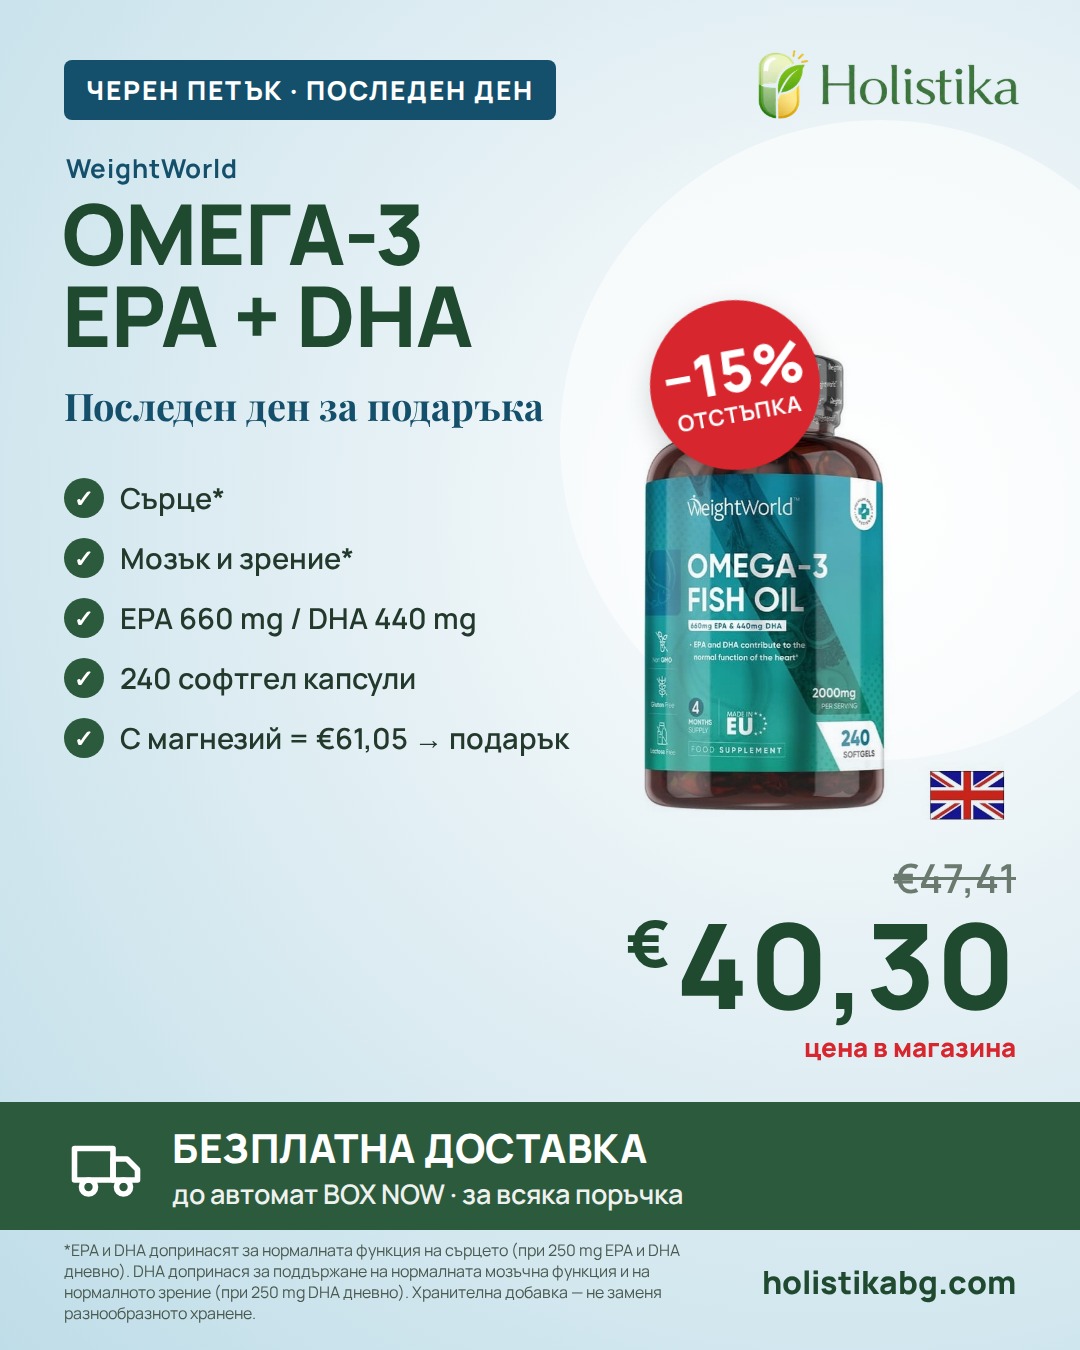 ЧЕРЕН ПЕТЪК · ПОСЛЕДЕН ДЕН
Holistika
WeightWorld
ОМЕГА-3
EPA + DHA
Последен ден за подаръка
✓ Сърце*
✓ Мозък и зрение*
✓ EPA 660 mg / DHA 440 mg
✓ 240 софтгел капсули
✓ С магнезий = €61,05 → подарък
–15%
ОТСТЪПКА
WeightWorld™
OMEGA-3
FISH OIL
660mg EPA & 440mg DHA
· EPA and DHA contribute to the
normal function of the heart*
2000mg
PER SERVING
4
MONTHS
SUPPLY
MADE IN
EU
FOOD SUPPLEMENT
240
SOFTGELS
€47,41
€40,30
цена в магазина
БЕЗПЛАТНА ДОСТАВКА
до автомат BOX NOW · за всяка поръчка
*EPA и DHA допринасят за нормалната функция на сърцето (при 250 mg EPA и DHA
дневно). DHA допринася за поддържане на нормалната мозъчна функция и на
нормалното зрение (при 250 mg DHA дневно). Хранителна добавка — не заменя
разнообразното хранене.
holistikabg.com